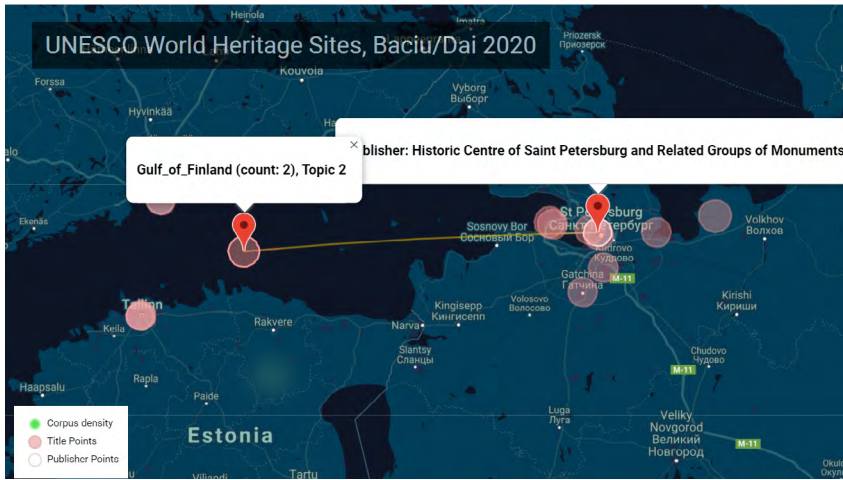 Heinola
Imatra
UNESCO World Heritage Sites, Baciu/Dai 2020
Priozersk
Приозерск
Kouvola
Forssa
Vyborg
Выборг
Hyvinkää
Gulf_of_Finland (count: 2), Topic 2
blisher: Historic Centre of Saint Petersburg and Related Groups of Monuments
Ekenäs
Sosnovy Bor
Сосновый Бор
St Petersburg
Санкт-Петербург
Volkhov
Волхов
Kudrovo
Кудрово
Gatchina
Гатчина
M-11
Tallinn
Keila
Rakvere
Narva
Kingisepp
Кингисепп
Volosovo
Волосово
Kirishi
Кириши
Slantsy
Сланцы
Chudovo
Чудово
M-11
Haapsalu
Rapla
Paide
Luga
Луга
Veliky
Novgorod
Великий
Новгород
M-11
Estonia
Viljandi
Tartu
Corpus density
Title Points
Publisher Points